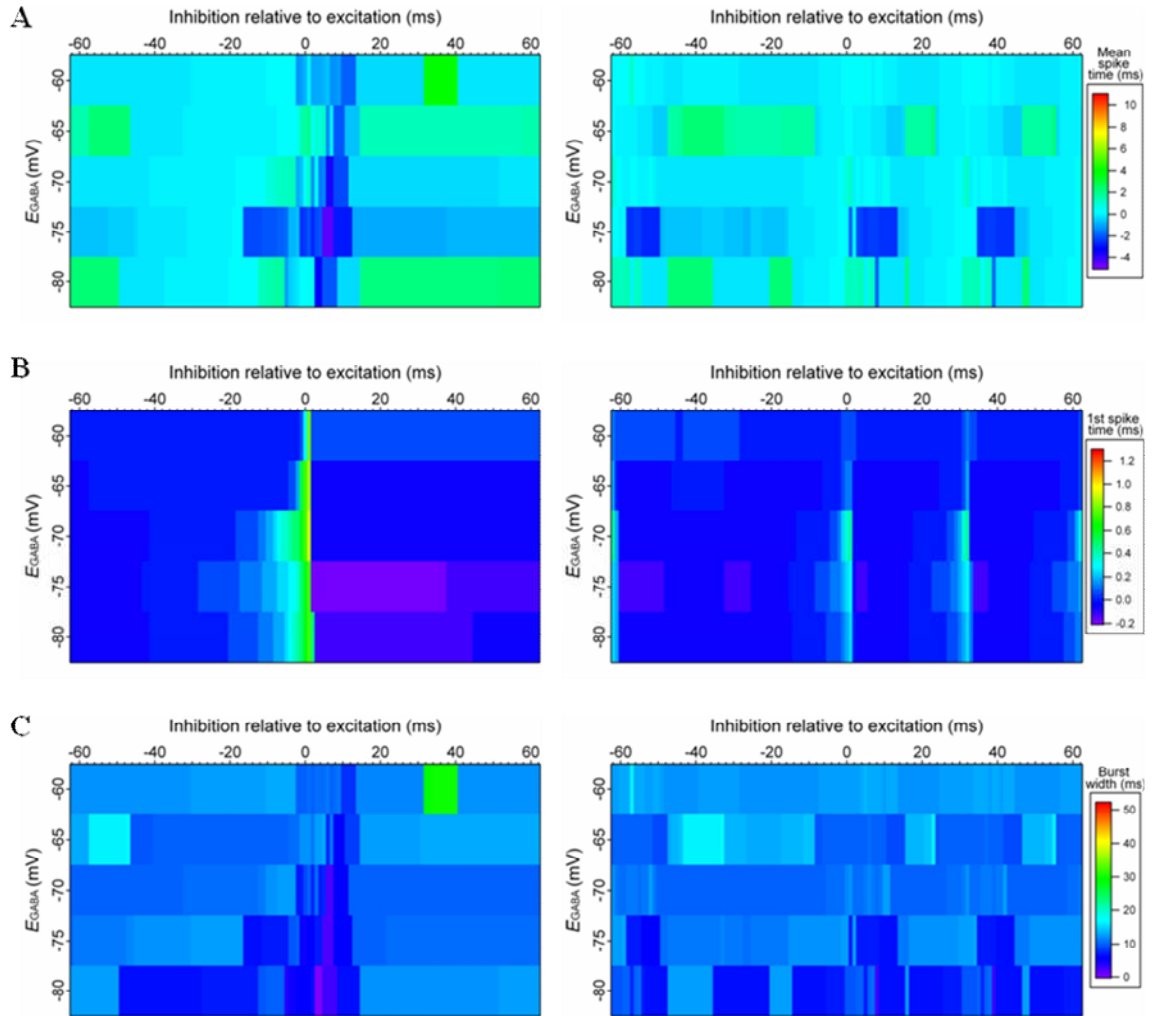 A
Inhibition relative to excitation (ms)
-60 -40 -20 0 20 40 60
EGABA (mV)
-60
-65
-70
-75
-80
Inhibition relative to excitation (ms)
-60 -40 -20 0 20 40 60
EGABA (mV)
-60
-65
-70
-75
-80
Mean
spike
time (ms)
10
8
6
4
2
0
-2
-4
B
Inhibition relative to excitation (ms)
-60 -40 -20 0 20 40 60
EGABA (mV)
-60
-65
-70
-75
-80
Inhibition relative to excitation (ms)
-60 -40 -20 0 20 40 60
EGABA (mV)
-60
-65
-70
-75
-80
1st spike
time (ms)
1.2
1.0
0.8
0.6
0.4
0.2
0.0
-0.2
C
Inhibition relative to excitation (ms)
-60 -40 -20 0 20 40 60
EGABA (mV)
-60
-65
-70
-75
-80
Inhibition relative to excitation (ms)
-60 -40 -20 0 20 40 60
EGABA (mV)
-60
-65
-70
-75
-80
Burst
width (ms)
50
40
30
20
10
0